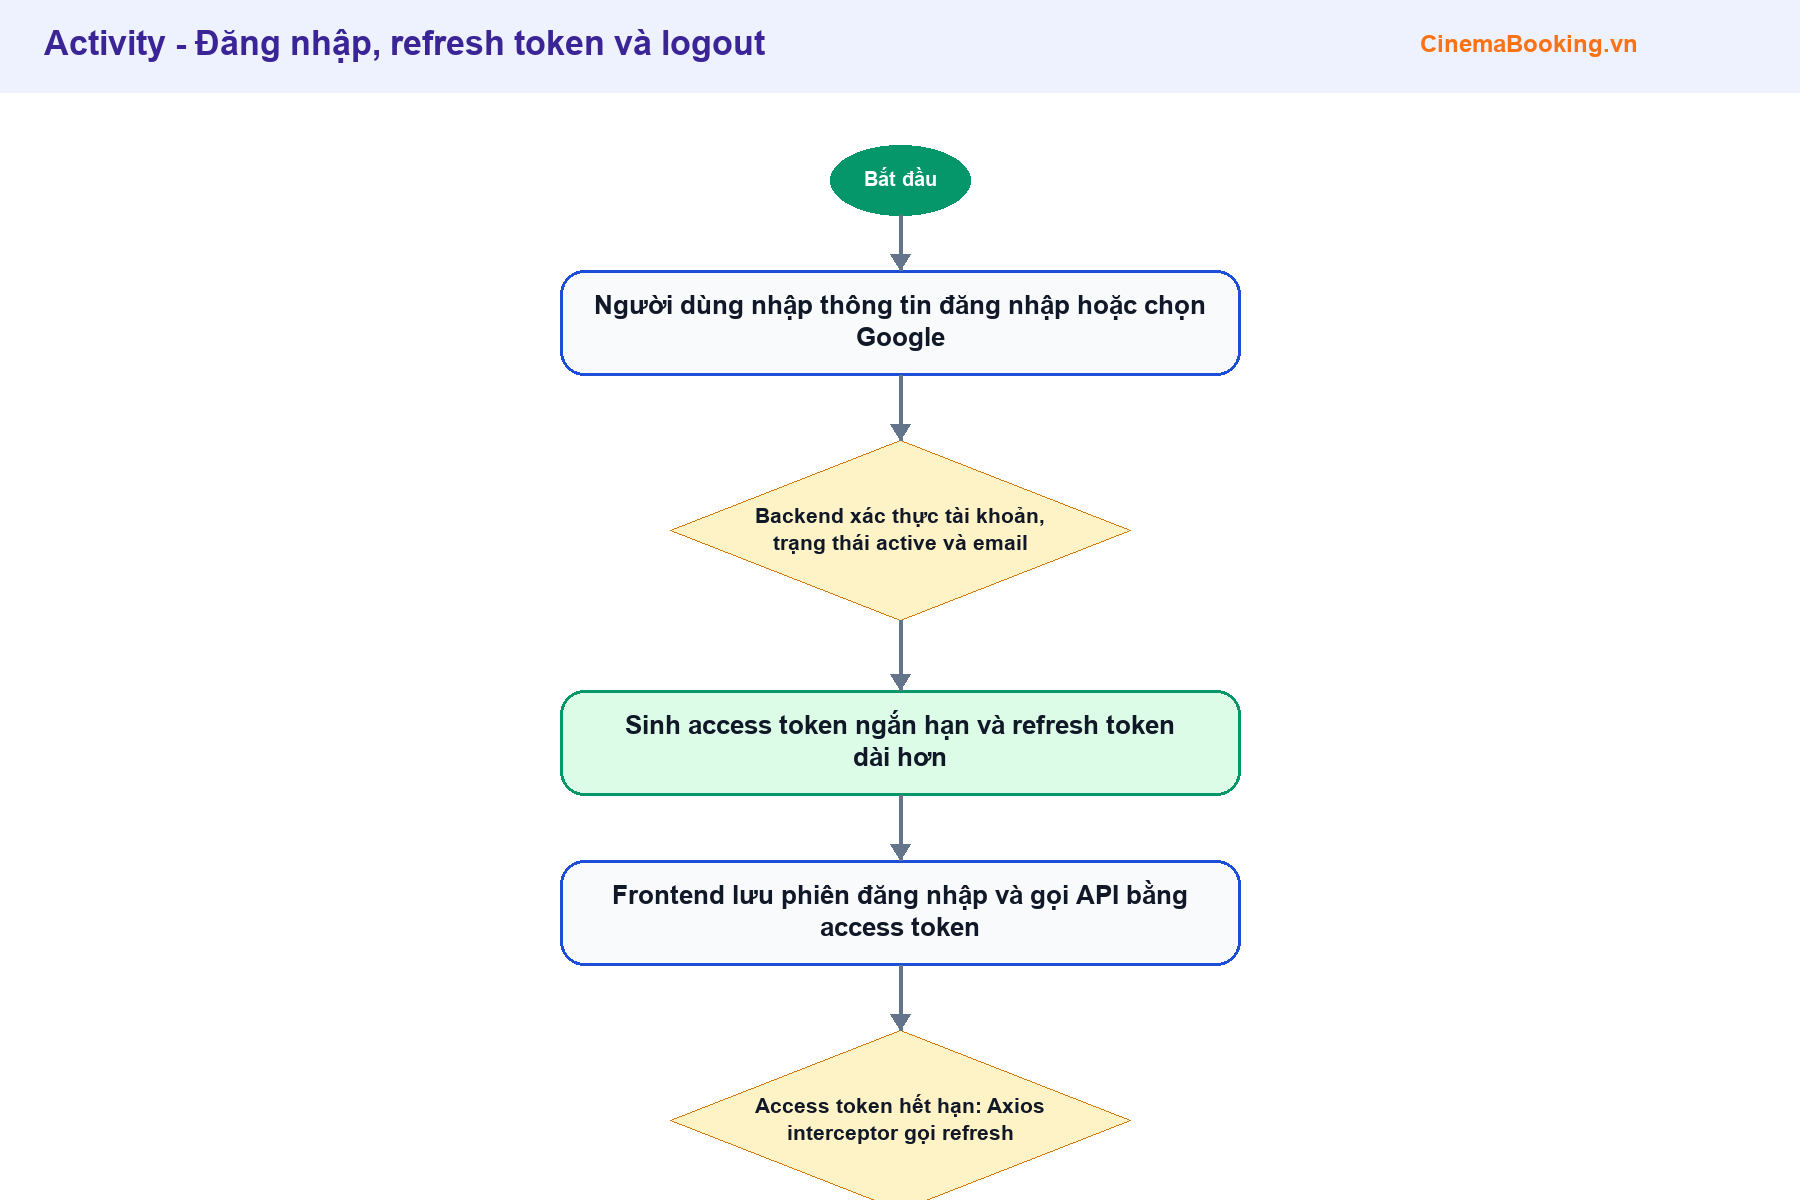 Activity - Đăng nhập, refresh token và logout
CinemaBooking.vn
Bắt đầu
Người dùng nhập thông tin đăng nhập hoặc chọn
Google
Backend xác thực tài khoản,
trạng thái active và email
Sinh access token ngắn hạn và refresh token
dài hơn
Frontend lưu phiên đăng nhập và gọi API bằng
access token
Access token hết hạn: Axios
interceptor gọi refresh